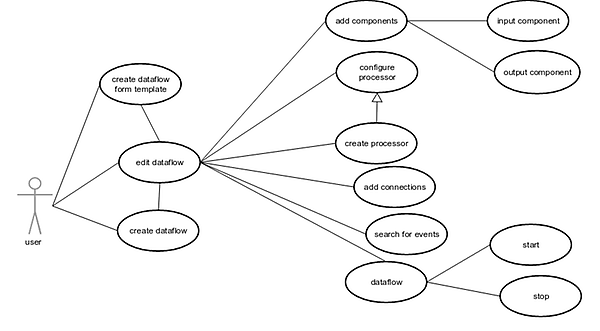 add components
input component
configure
processor
output component
create dataflow
form template
create processor
edit dataflow
add connections
user
create dataflow
search for events
start
dataflow
stop